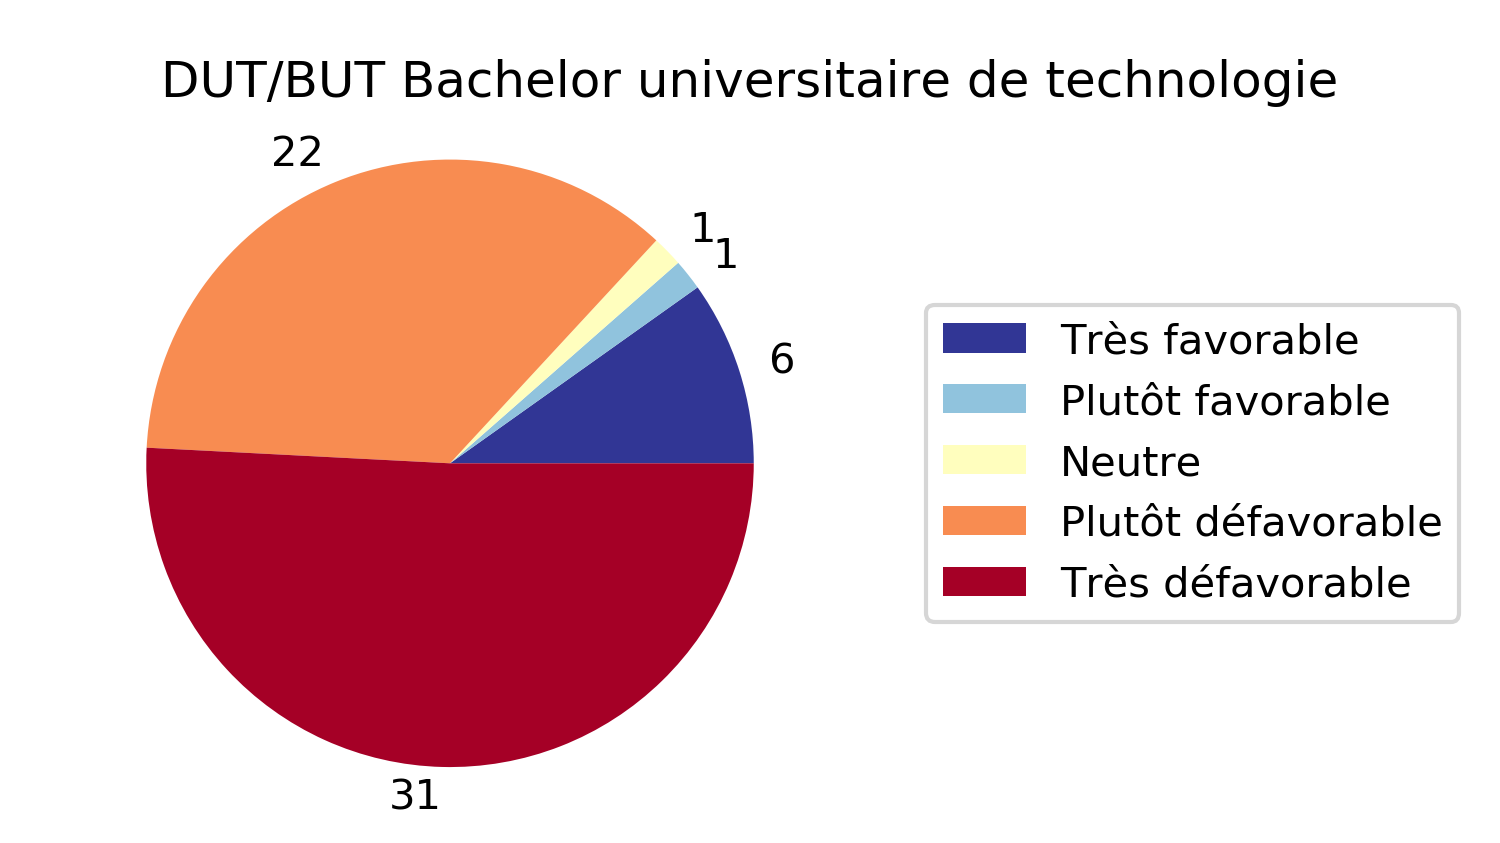 DUT/BUT Bachelor universitaire de technologie
22
1
1
6
31
Très favorable
Plutôt favorable
Neutre
Plutôt défavorable
Très défavorable